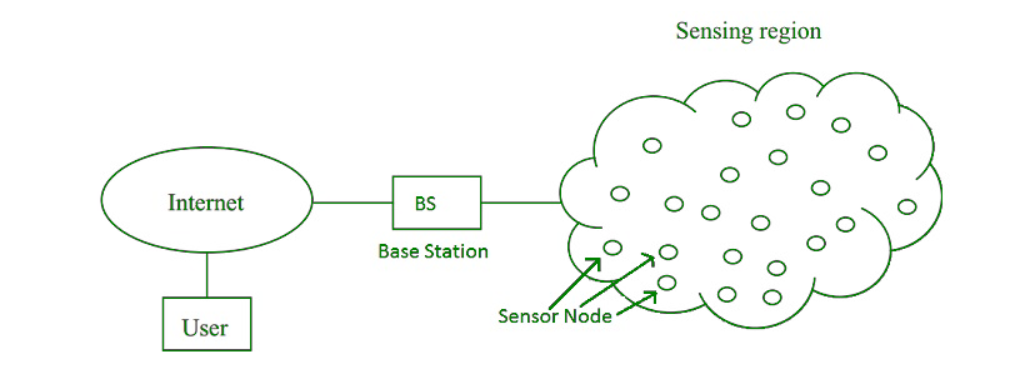 Sensing region
Internet
BS
Base Station
Sensor Node
User